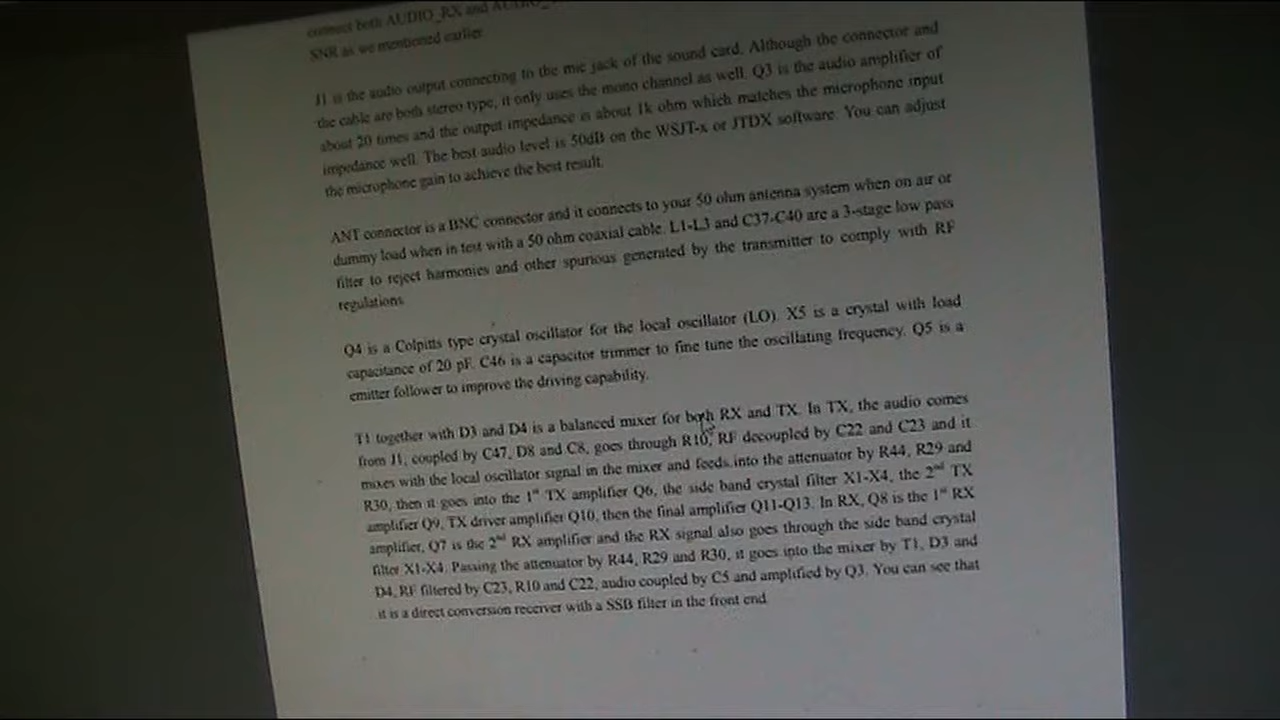 connect both AUDIO_RX and
SNR as we mentioned earlier.
J1 is the audio output connecting to the mic jack of the sound card. Although the connector and
the cable are both stereo type, it only uses the mono channel as well. Q3 is the audio amplifier of
about 20 times and the output impedance is about 1k ohm which matches the microphone input
impedance well. The best audio level is 50dB on the WSJT-x or JTDX software. You can adjust
the microphone gain to achieve the best result.
ANT connector is a BNC connector and it connects to your 50 ohm antenna system when on air or
dummy load when in test with a 50 ohm coaxial cable. L1-L3 and C37-C40 are a 3-stage low pass
filter to reject harmonies and other spurious generated by the transmitter to comply with RF
regulations.
Q4 is a Colpitts type crystal oscillator for the local oscillator (LO). X5 is a crystal with load
capacitance of 20 pF. C46 is a capacitor trimmer to fine tune the oscillating frequency. Q5 is a
emitter follower to improve the driving capability.
T1 together with D3 and D4 is a balanced mixer for both RX and TX. In TX, the audio comes
from J1, coupled by C47, D8 and C8, goes through R10, RF decoupled by C22 and C23 and it
mixes with the local oscillator signal in the mixer and feeds into the attenuator by R44, R29 and
R30, then it goes into the 1st TX amplifier Q6, the side band crystal filter X1-X4, the 2nd TX
amplifier Q9, TX driver amplifier Q10, then the final amplifier Q11-Q13. In RX, Q8 is the 1st RX
amplifier, Q7 is the 2nd RX amplifier and the RX signal also goes through the side band crystal
filter X1-X4. Passing the attenuator by R44, R29 and R30, it goes into the mixer by T1, D3 and
D4, RF filtered by C23, R10 and C22, audio coupled by C5 and amplified by Q3. You can see that
it is a direct conversion receiver with a SSB filter in the front end.